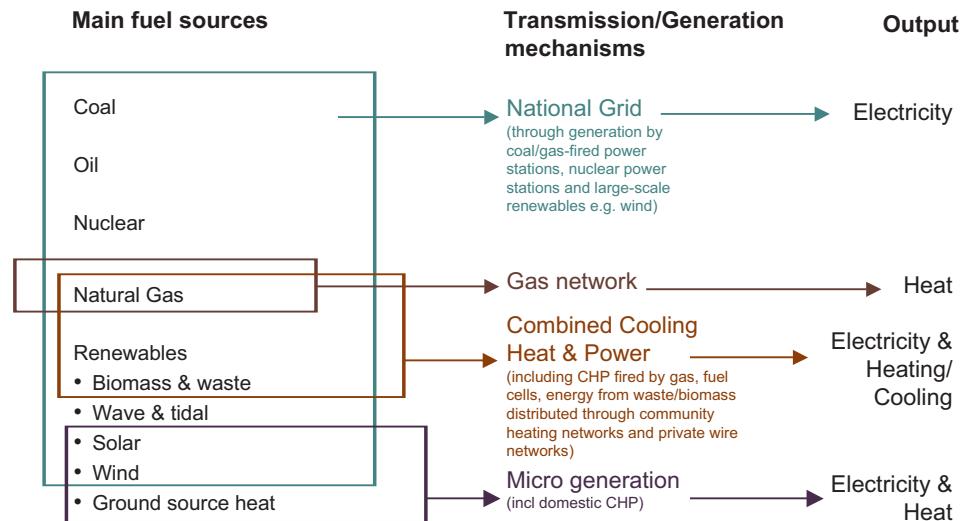 Main fuel sources
Transmission/Generation
mechanisms
Output
Coal
Oil
Nuclear
Natural Gas
Renewables
• Biomass & waste
• Wave & tidal
• Solar
• Wind
• Ground source heat
National Grid
(through generation by
coal/gas-fired power
stations, nuclear power
stations and large-scale
renewables e.g. wind)
Gas network
Combined Cooling
Heat & Power
(including CHP fired by gas, fuel
cells, energy from waste/biomass
distributed through community
heating networks and private wire
networks)
Micro generation
(incl domestic CHP)
Electricity
Heat
Electricity &
Heating/
Cooling
Electricity &
Heat